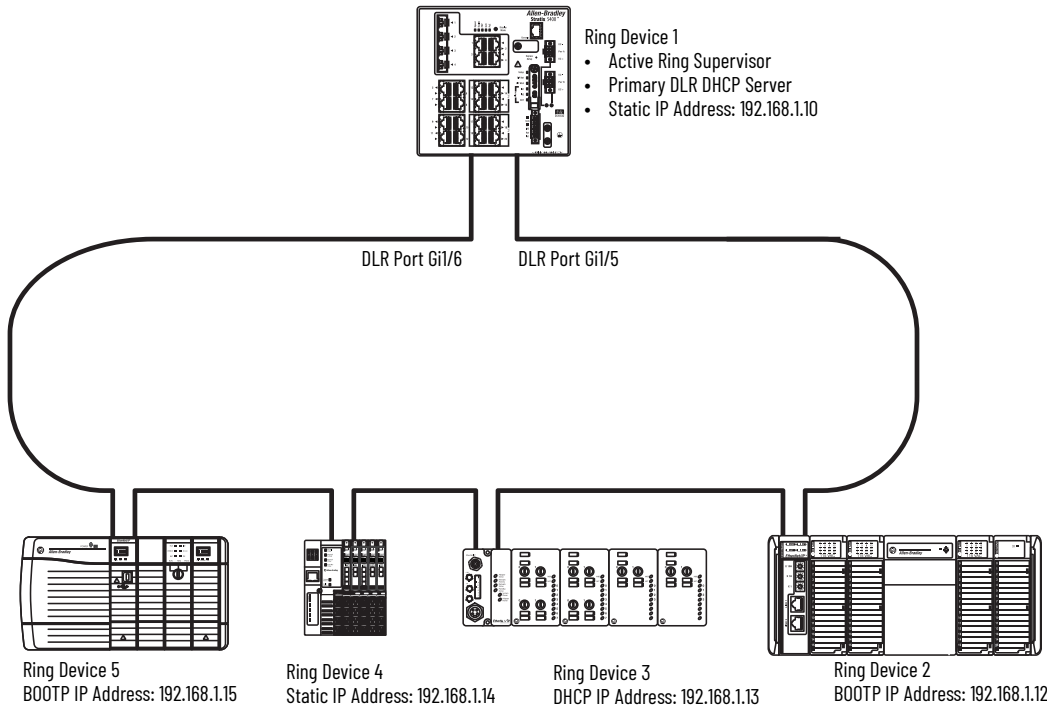 Allen-Bradley
Stratix 5400™
Ring Device 1
• Active Ring Supervisor
• Primary DLR DHCP Server
• Static IP Address: 192.168.1.10
DLR Port Gi1/6
DLR Port Gi1/5
Allen-Bradley
Allen-Bradley
Ring Device 5
BOOTP IP Address: 192.168.1.15
Ring Device 4
Static IP Address: 192.168.1.14
Ring Device 3
DHCP IP Address: 192.168.1.13
Ring Device 2
BOOTP IP Address: 192.168.1.12